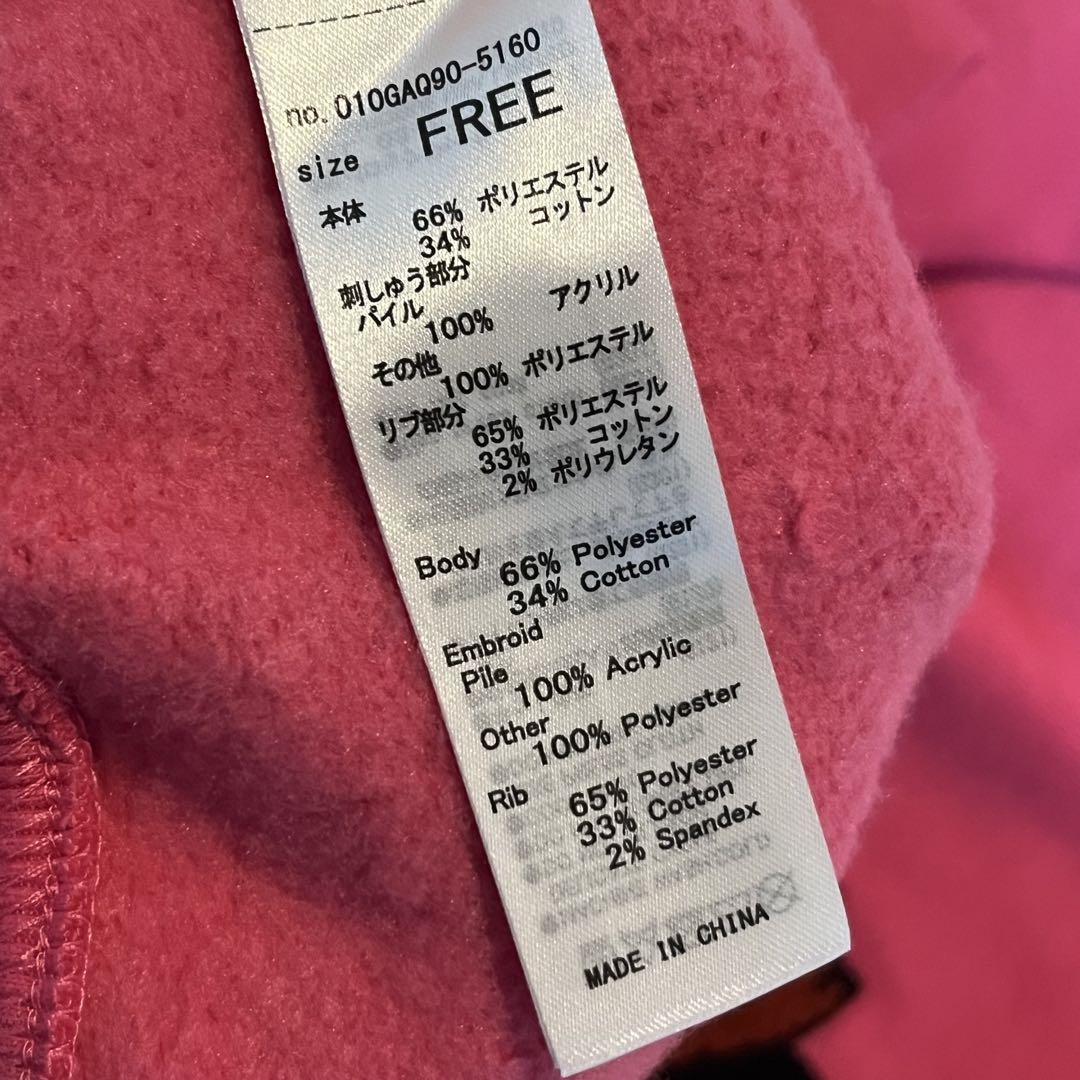 no.010GAQ90-5160
size FREE
本体 66% ポリエステル
34% コットン
刺しゅう部分
パイル
100% アクリル
その他
100% ポリエステル
リブ部分
65% ポリエステル
33% コットン
2% ポリウレタン
Body
66% Polyester
34% Cotton
Embroid
Pile
100% Acrylic
Other
100% Polyester
Rib
65% Polyester
33% Cotton
2% Spandex
MADE IN CHINA